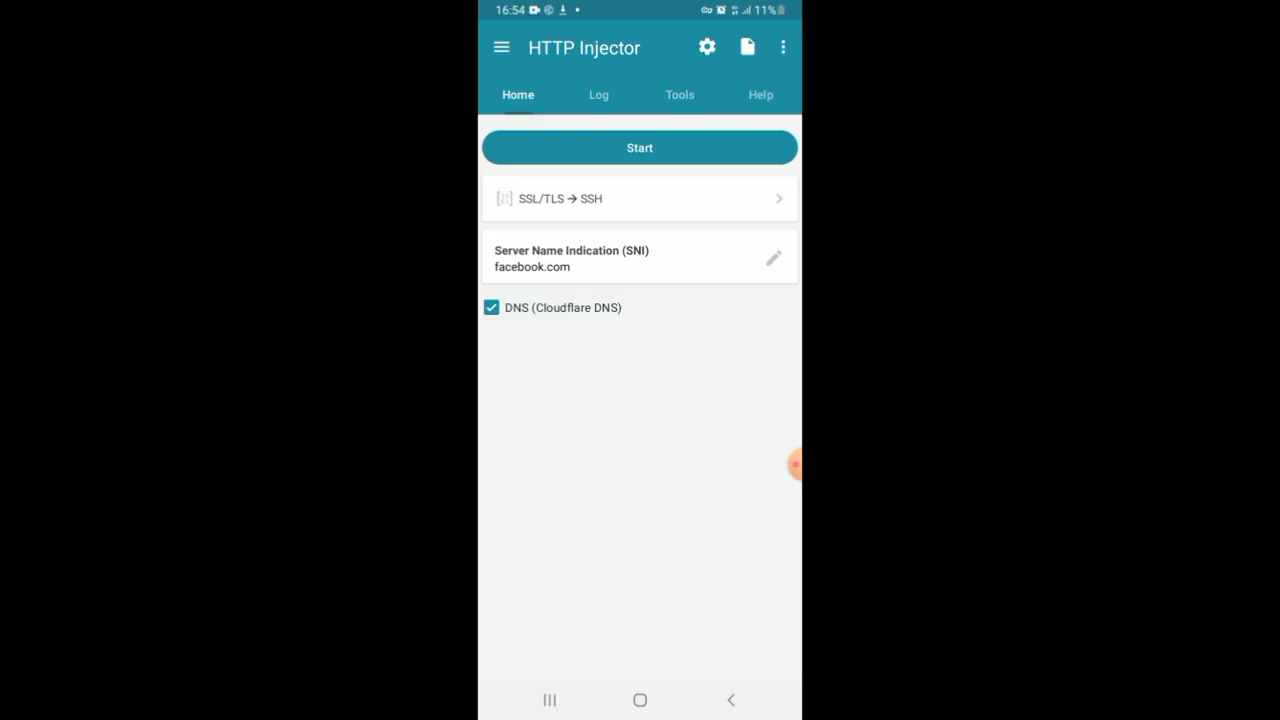 16:54 11%
HTTP Injector
Home Log Tools Help
Start
SSL/TLS → SSH
Server Name Indication (SNI)
facebook.com
DNS (Cloudflare DNS)